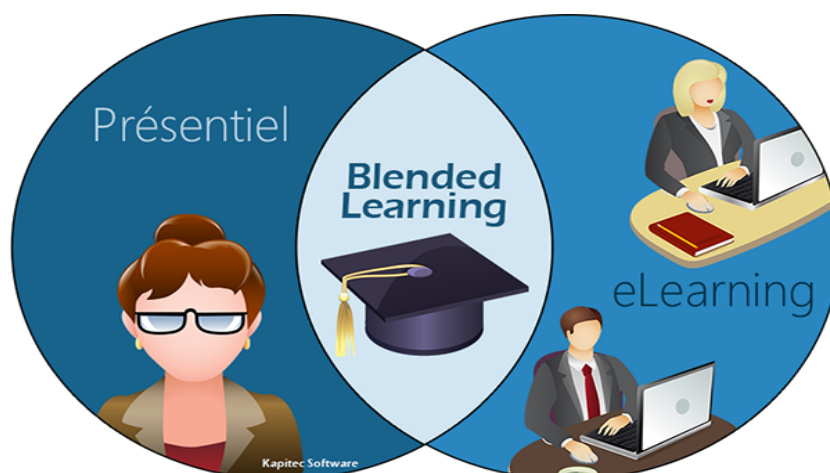 Présentiel
Blended
Learning
eLearning
Kapitec Software